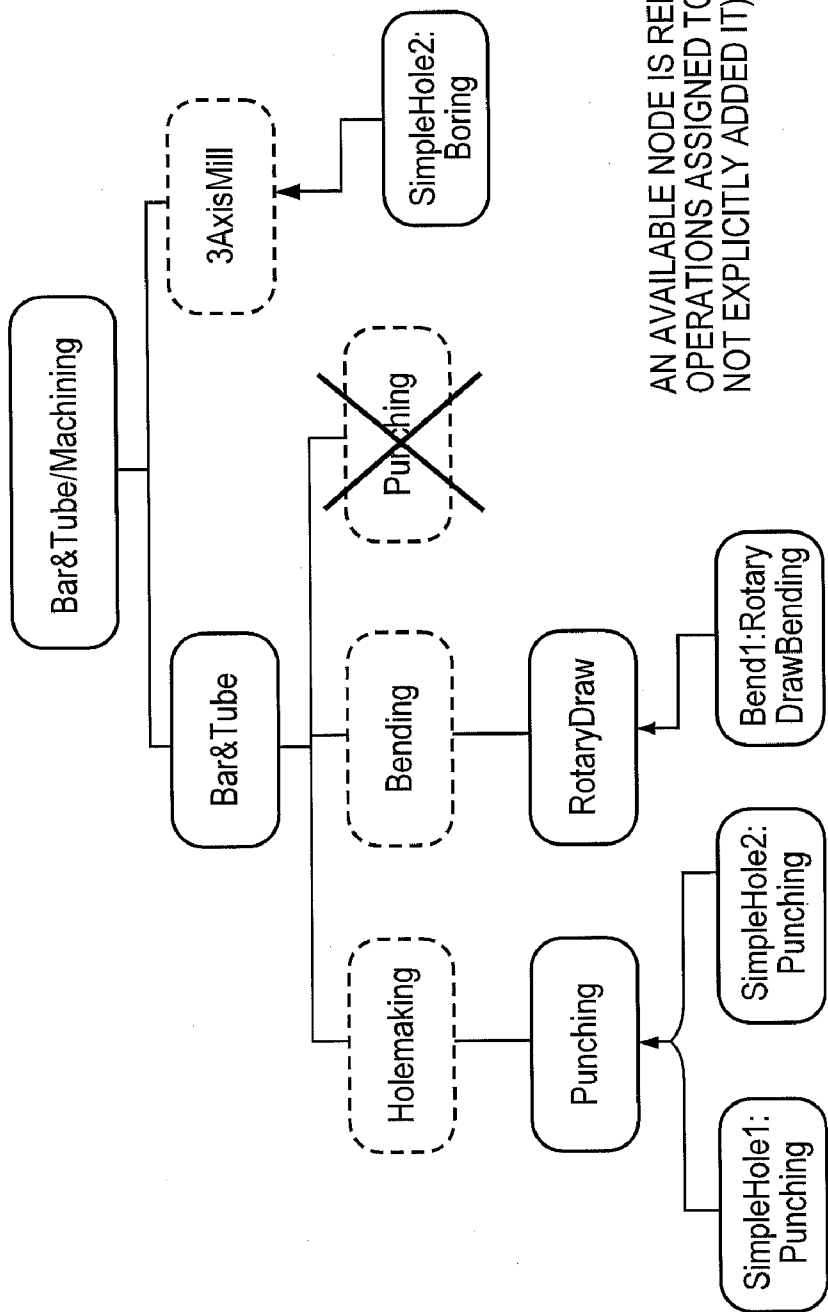 Bar&Tube/Machining
Bar&Tube
3AxisMill
Holemaking
Bending
Punching
SimpleHole2:
Boring
Punching
RotaryDraw
SimpleHole1:
Punching
SimpleHole2:
Punching
Bend1:Rotary
DrawBending
AN AVAILABLE NODE IS
OPERATIONS ASSIGNED TO
NOT EXPLICITLY ADDED IT)